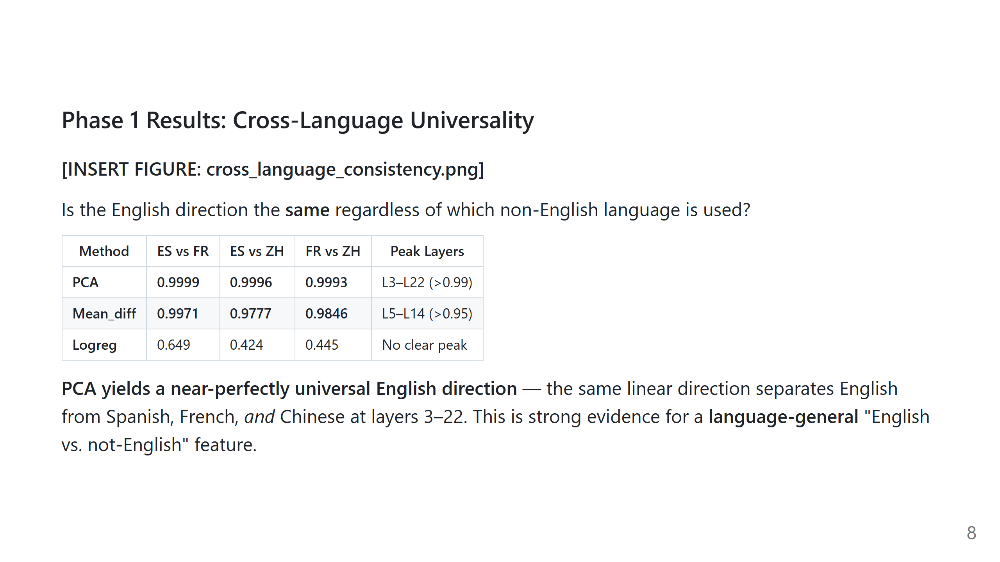 Phase 1 Results: Cross-Language Universality
[INSERT FIGURE: cross_language_consistency.png]
Is the English direction the same regardless of which non-English language is used?
Method ES vs FR ES vs ZH FR vs ZH Peak Layers
PCA 0.9999 0.9996 0.9993 L3–L22 (>0.99)
Mean_diff 0.9971 0.9777 0.9846 L5–L14 (>0.95)
Logreg 0.649 0.424 0.445 No clear peak
PCA yields a near-perfectly universal English direction — the same linear direction separates English
from Spanish, French, and Chinese at layers 3–22. This is strong evidence for a language-general "English
vs. not-English" feature.
8